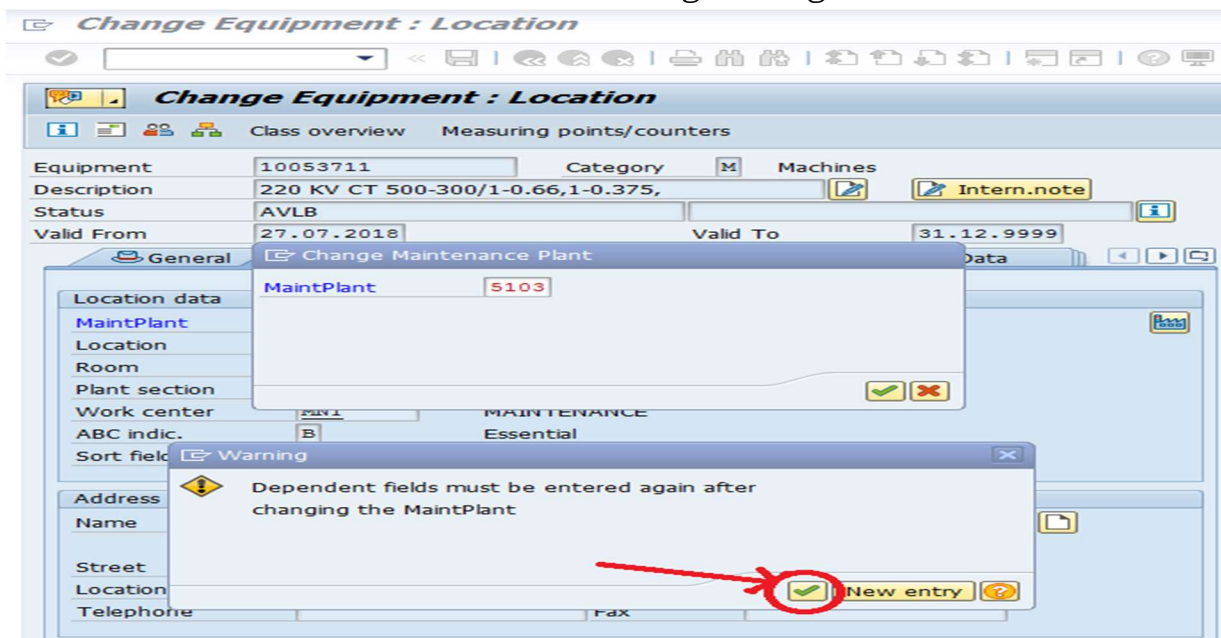 Change Equipment : Location
Change Equipment : Location
Class overview Measuring points/counters
Equipment 10053711 Category M Machines
Description 220 KV CT 500-300/1-0.66,1-0.375, Intern.note
Status AVLB
Valid From 27.07.2018 Valid To 31.12.9999
General
Change Maintenance Plant
MaintPlant 5103
Location data
MaintPlant
Location
Room
Plant section
Work center MNT MAINTENANCE
ABC indic. B Essential
Sort field
Warning
Dependent fields must be entered again after
changing the MaintPlant
Address
Name
Street
Location
New entry
Telephone Fax